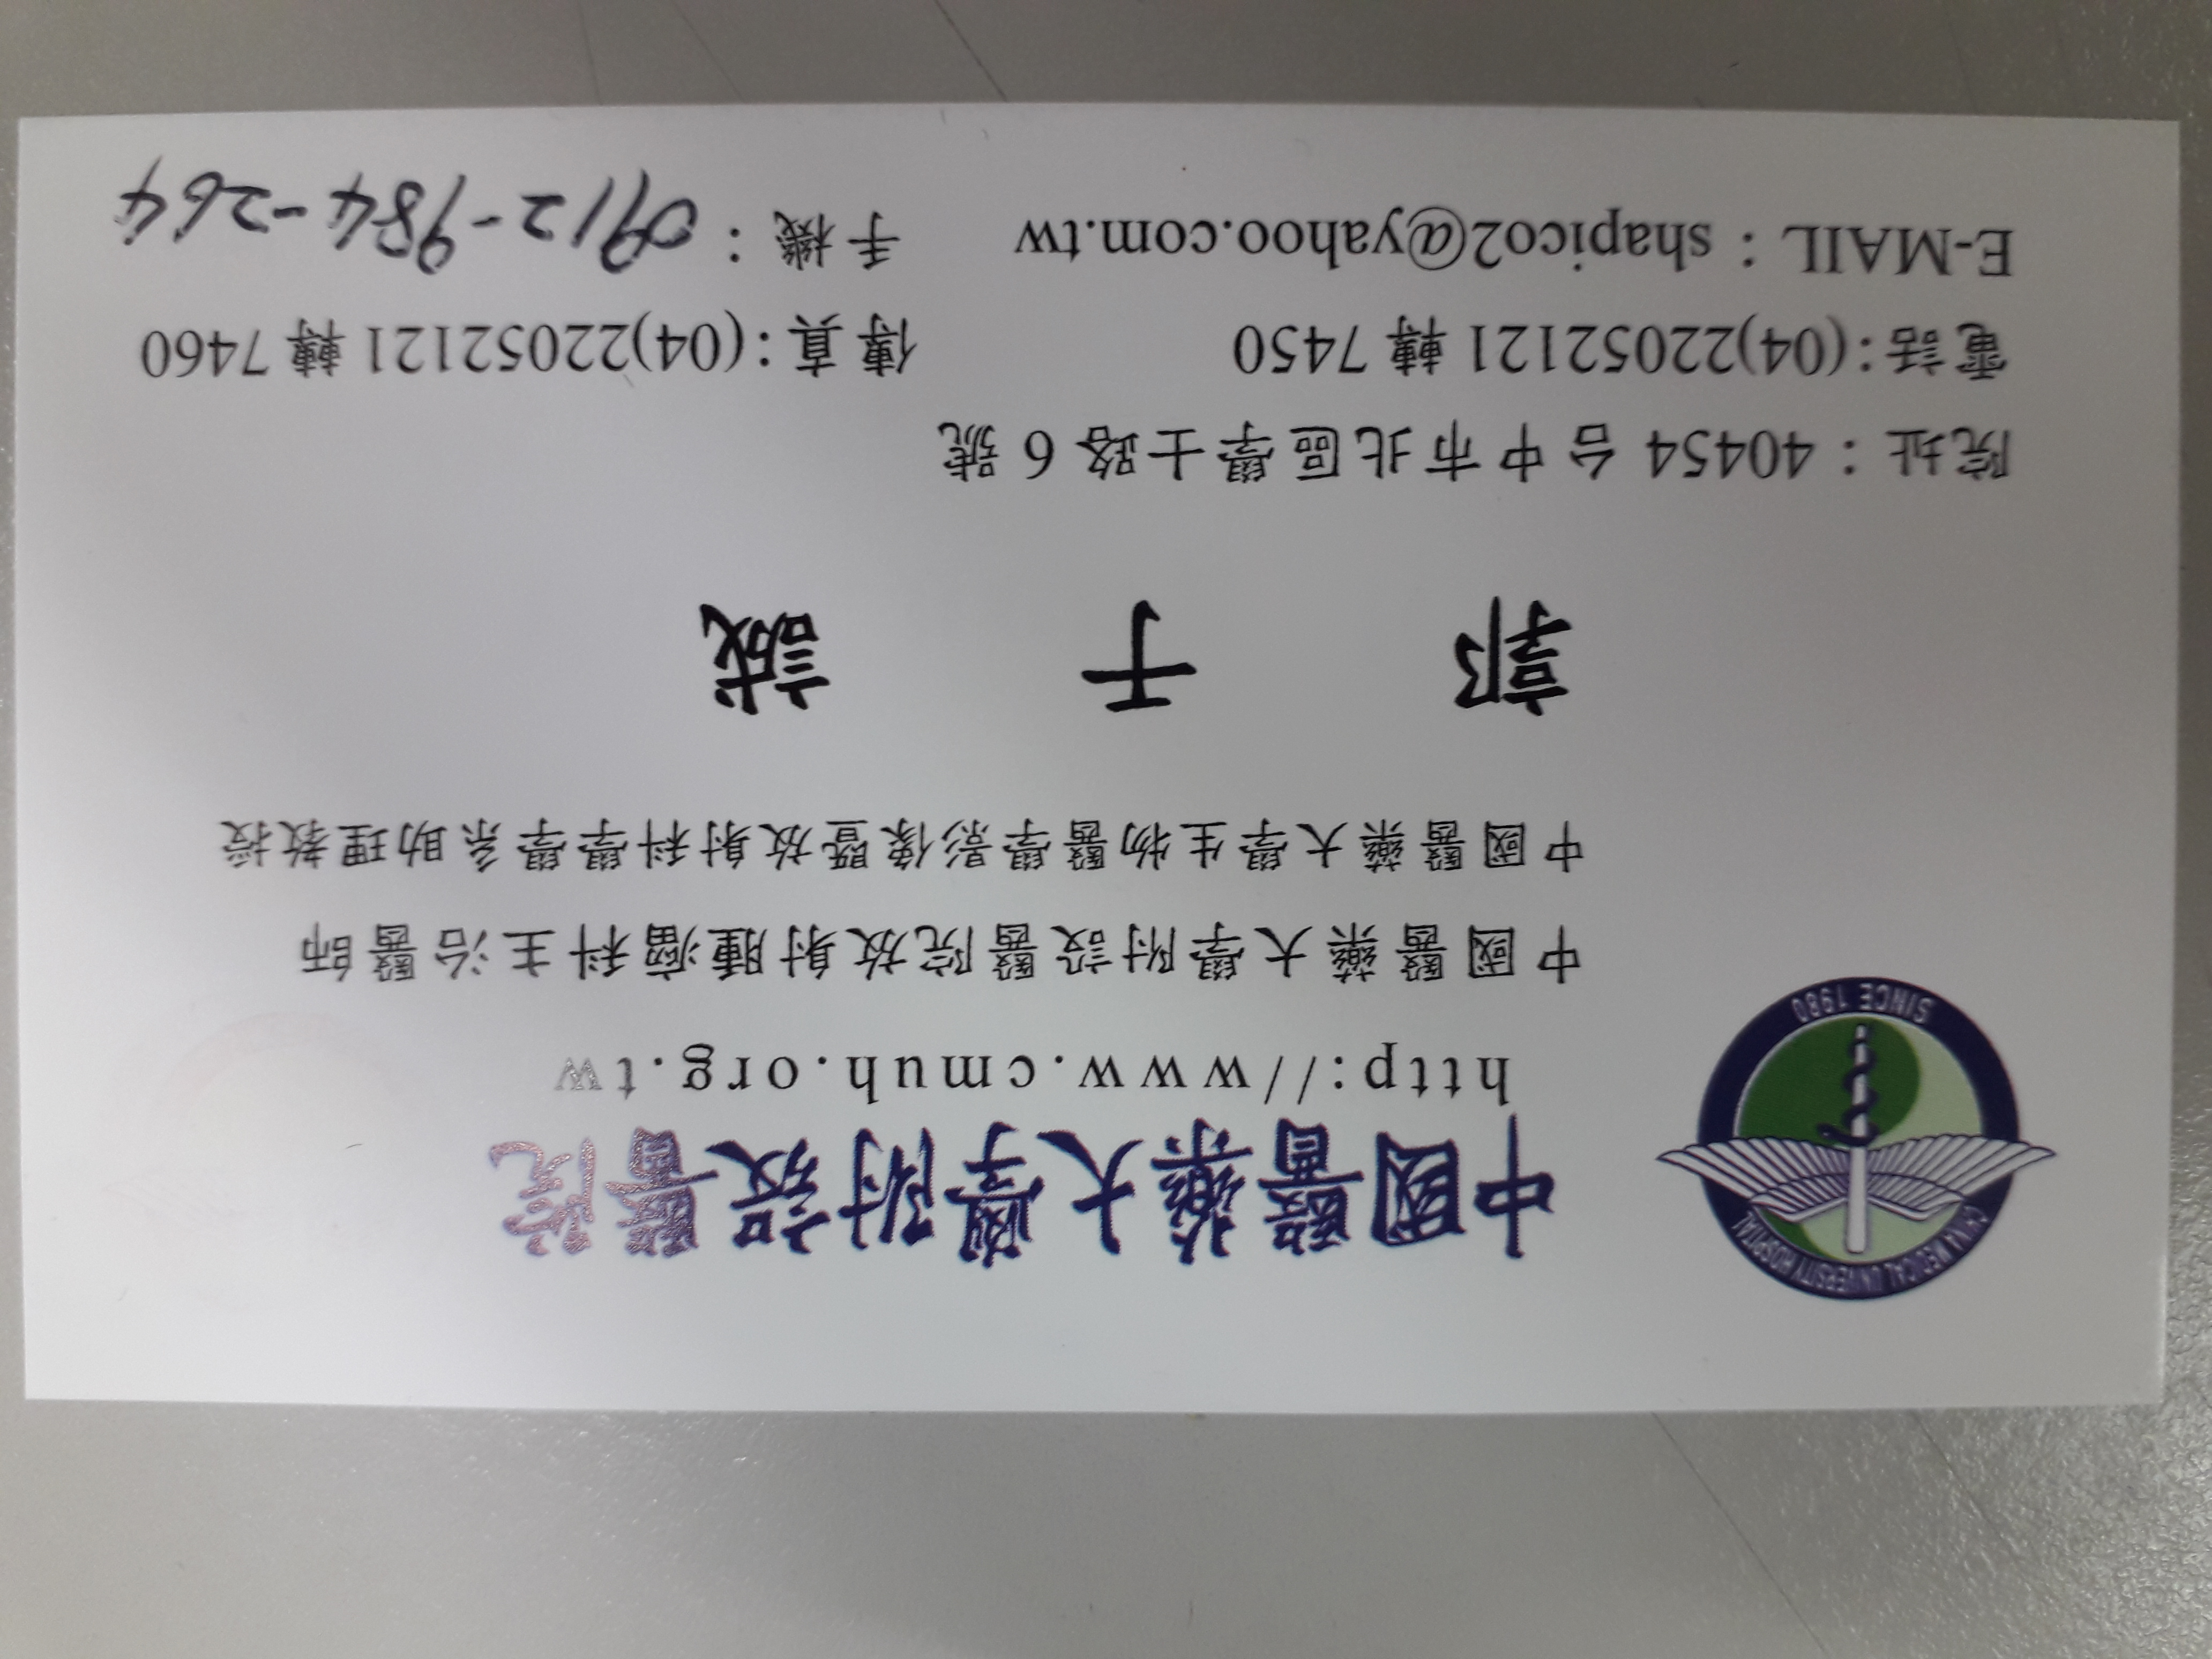 CHINA MEDICAL UNIVERSITY HOSPITAL
SINCE 1980
中國醫藥大學附設醫院
http://www.cmuh.org.tw
中國醫藥大學附設醫院放射腫瘤科主治醫師
中國醫藥大學生物醫學影像暨放射科學學系助理教授
郭于誠
院址：40454 台中市北區學士路 6 號
電話:(04)22052121 轉 7450
傳真:(04)22052121 轉 7460
E-MAIL：shapico2@yahoo.com.tw
手機：0912-984-264